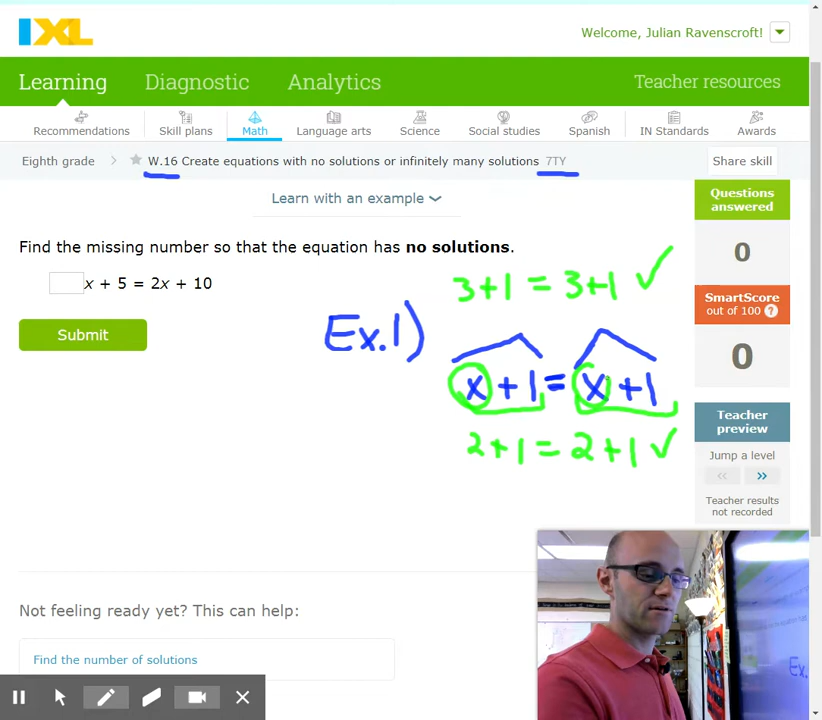 IXL
Welcome, Julian Ravenscroft!
Learning Diagnostic Analytics Teacher resources
Recommendations Skill plans Math Language arts Science Social studies Spanish IN Standards Awards
Eighth grade > W.16 Create equations with no solutions or infinitely many solutions 7TY Share skill
Learn with an example
Questions answered
0
Find the missing number so that the equation has no solutions.
x + 5 = 2x + 10
Submit
SmartScore
out of 100 ?
0
3+1 = 3+1 ✓
Ex.1)
x + 1 = x + 1
2+1 = 2+1 ✓
Teacher preview
Jump a level
<< >>
Teacher results not recorded
Not feeling ready yet? This can help:
Find the number of solutions
Ex.